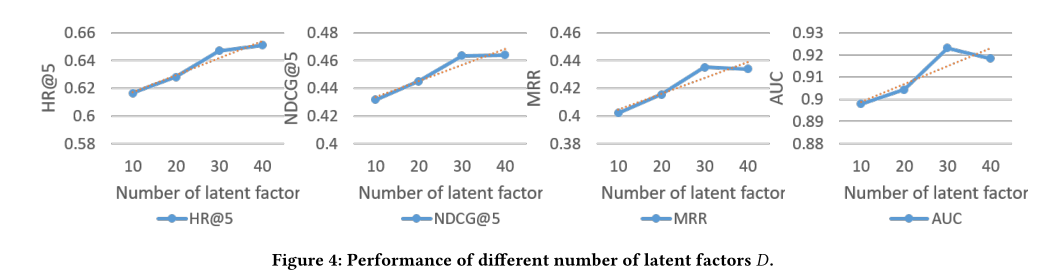 HR@5
0.66
0.64
0.62
0.6
0.58
10 20 30 40
Number of latent factor
HR@5
NDCG@5
0.48
0.46
0.44
0.42
0.4
10 20 30 40
Number of latent factor
NDCG@5
MRR
0.46
0.44
0.42
0.4
0.38
10 20 30 40
Number of latent factor
MRR
AUC
0.93
0.92
0.91
0.9
0.89
0.88
10 20 30 40
Number of latent factor
AUC
Figure 4: Performance of different number of latent factors D.